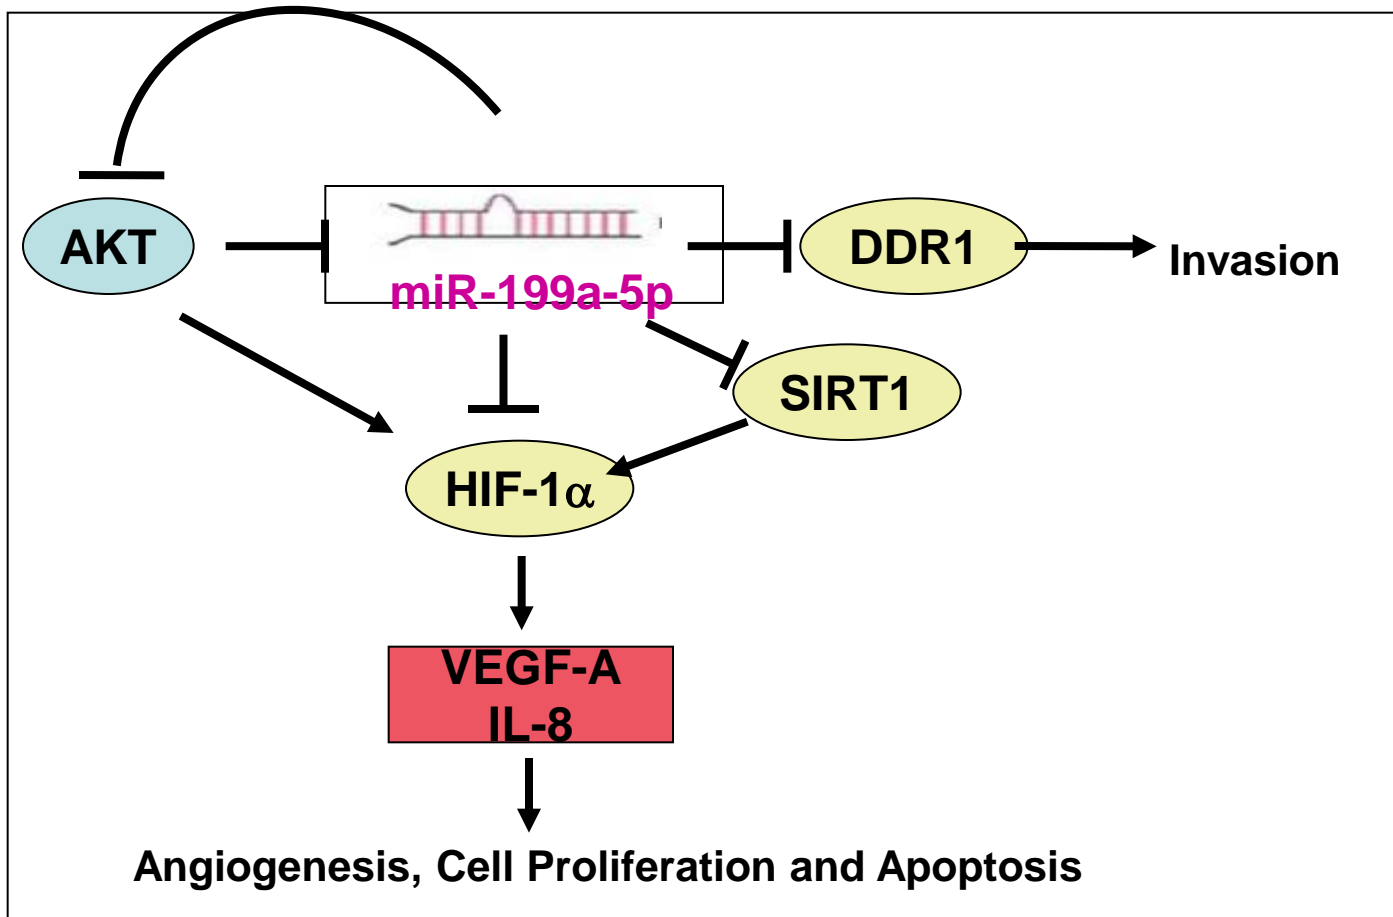 AKT
miR-199a-5p
DDR1
Invasion
SIRT1
HIF-1α
VEGF-A
IL-8
Angiogenesis, Cell Proliferation and Apoptosis